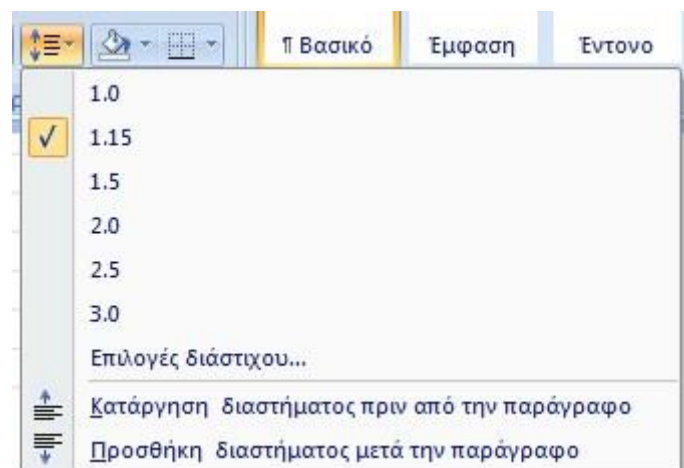 ¶ Βασικό Έμφαση Έντονο
1.0
1.15
1.5
2.0
2.5
3.0
Επιλογές διάστιχου...
Κατάργηση διαστήματος πριν από την παράγραφο
Προσθήκη διαστήματος μετά την παράγραφο